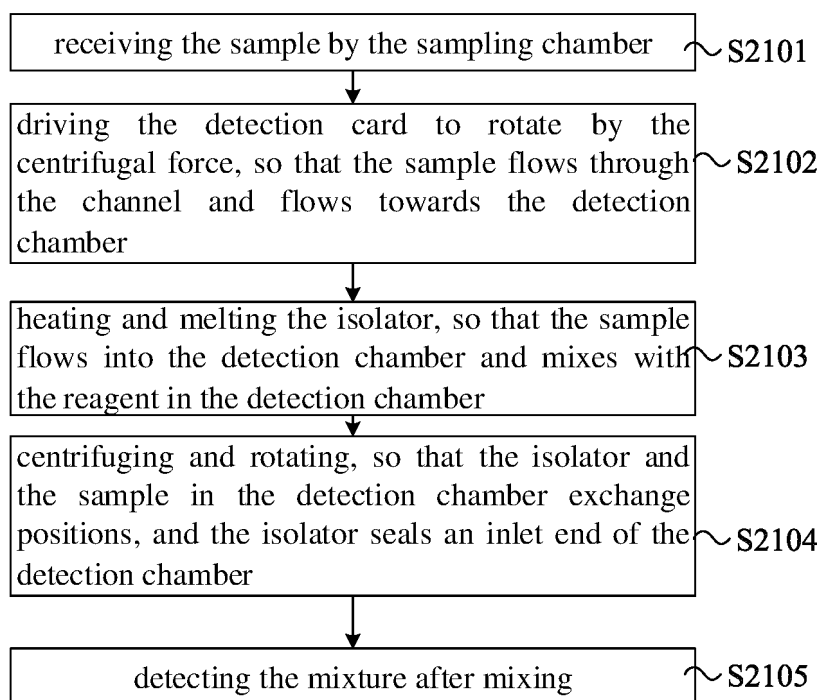 receiving the sample by the sampling chamber
S2101
driving the detection card to rotate by the
centrifugal force, so that the sample flows through
the channel and flows towards the detection
chamber
S2102
heating and melting the isolator, so that the sample
flows into the detection chamber and mixes with
the reagent in the detection chamber
S2103
centrifuging and rotating, so that the isolator and
the sample in the detection chamber exchange
positions, and the isolator seals an inlet end of the
detection chamber
S2104
detecting the mixture after mixing
S2105